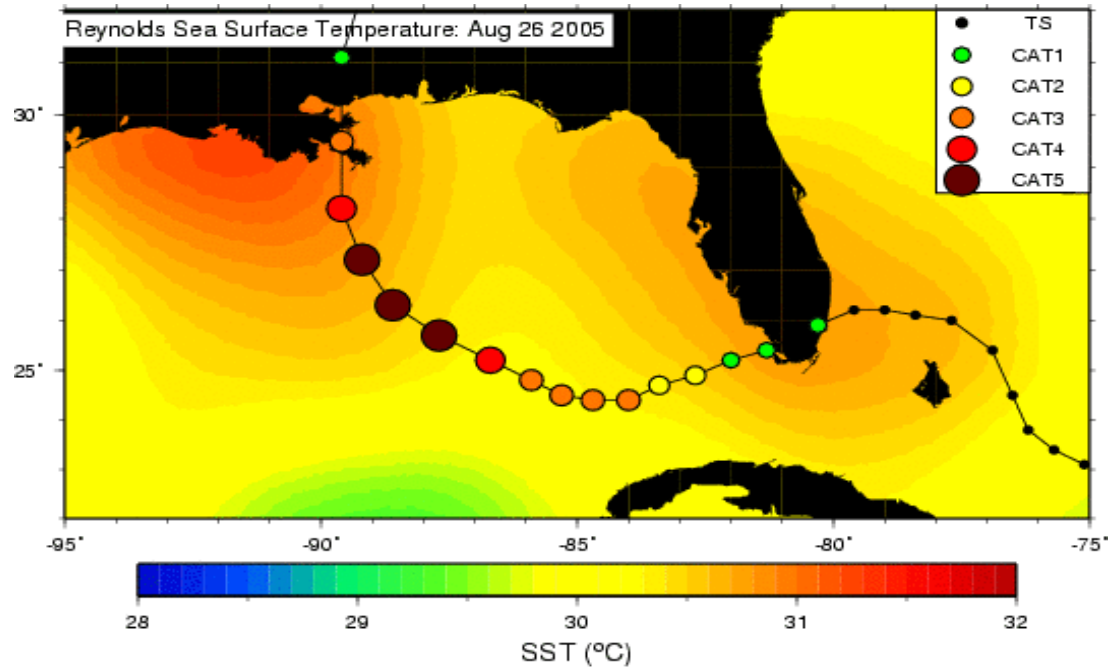 Reynolds Sea Surface Temperature: Aug 26 2005
TS
CAT1
CAT2
CAT3
CAT4
CAT5
30°
25°
-95 -90° -85° -80° -75°
28 29 30 31 32
SST (ºC)